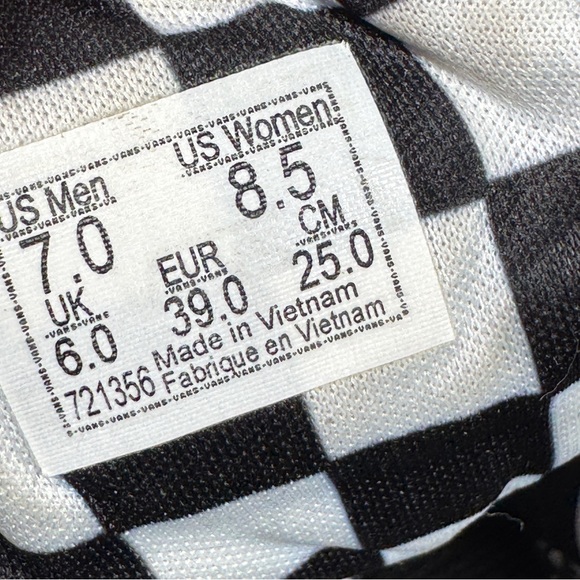 US Men US Women
7.0 8.5
UK EUR CM
6.0 39.0 25.0
Made in Vietnam
721356 Fabrique en Vietnam